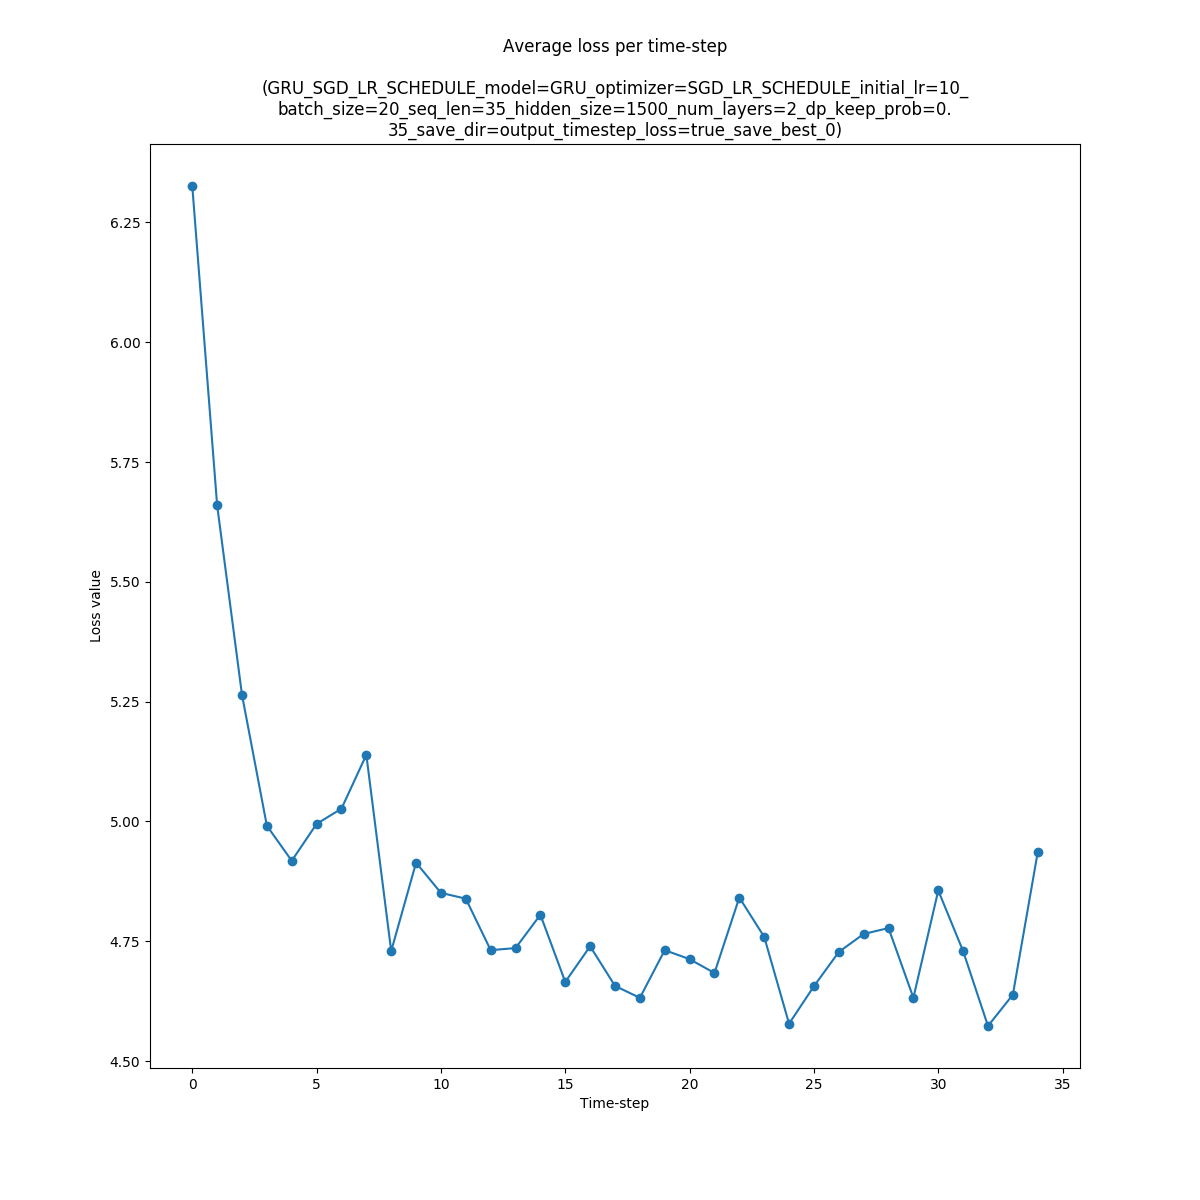 Average loss per time-step
(GRU_SGD_LR_SCHEDULE_model=GRU_optimizer=SGD_LR_SCHEDULE_initial_lr=10_
batch_size=20_seq_len=35_hidden_size=1500_num_layers=2_dp_keep_prob=0.
35_save_dir=output_timestep_loss=true_save_best_0)
6.25
6.00
5.75
5.50
5.25
5.00
4.75
4.50
Loss value
0 5 10 15 20 25 30 35
Time-step